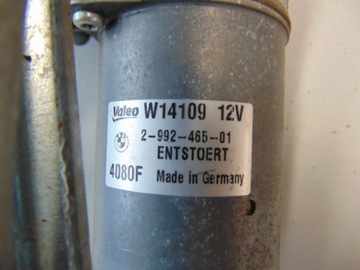 Valeo W14109 12V
2-992-465-01
ENTSTOERT
4080F Made in Germany